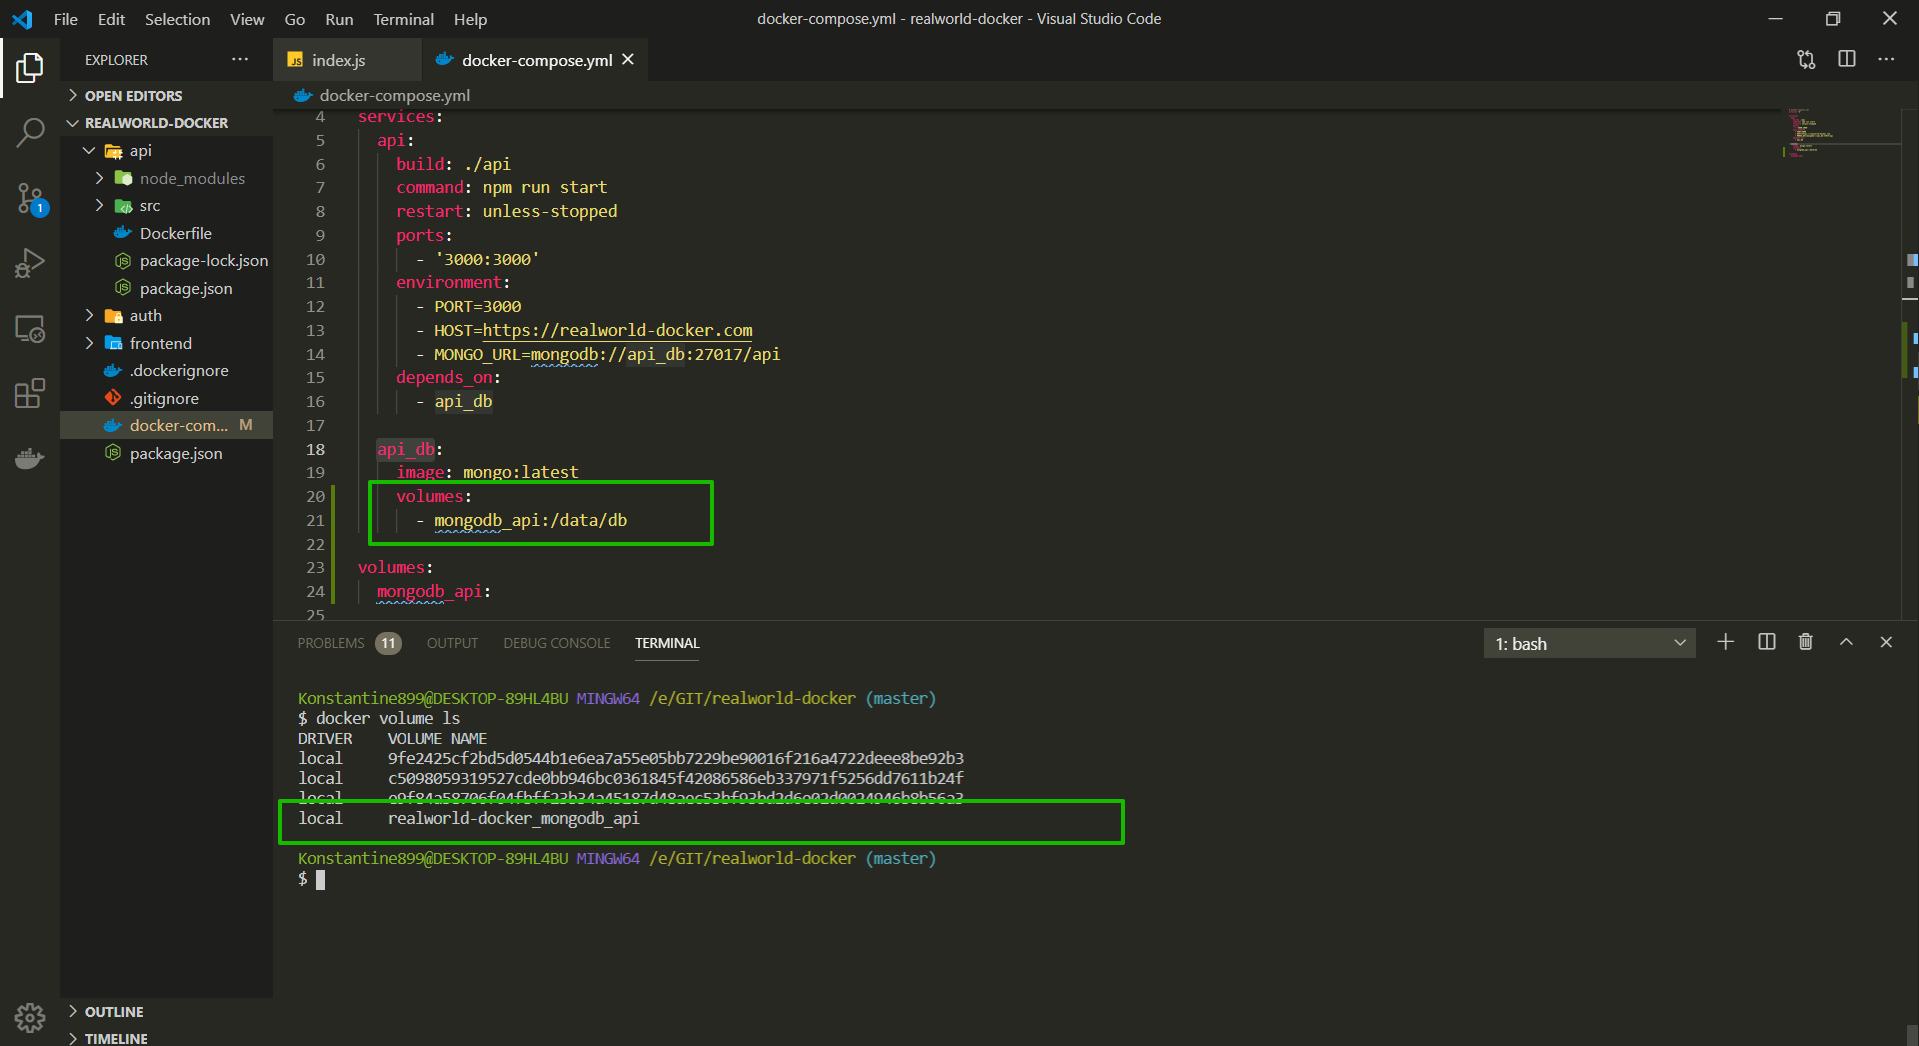 File Edit Selection View Go Run Terminal Help
docker-compose.yml - realworld-docker - Visual Studio Code
EXPLORER
OPEN EDITORS
REALWORLD-DOCKER
api
node_modules
src
Dockerfile
package-lock.json
package.json
auth
frontend
.dockerignore
.gitignore
docker-com... M
package.json
OUTLINE
TIMELINE
1
JS index.js
docker-compose.yml
docker-compose.yml
4 services:
5 api:
6 build: ./api
7 command: npm run start
8 restart: unless-stopped
9 ports:
10 - '3000:3000'
11 environment:
12 - PORT=3000
13 - HOST=https://realworld-docker.com
14 - MONGO_URL=mongodb://api_db:27017/api
15 depends_on:
16 - api_db
17
18 api_db:
19 image: mongo:latest
20 volumes:
21 - mongodb_api:/data/db
22
23 volumes:
24 mongodb_api:
25
PROBLEMS 11 OUTPUT DEBUG CONSOLE TERMINAL
1: bash
Konstantine899@DESKTOP-89HL4BU MINGW64 /e/GIT/realworld-docker (master)
$ docker volume ls
DRIVER VOLUME NAME
local 9fe2425cf2bd5d0544b1e6ea7a55e05bb7229be90016f216a4722deee8be92b3
local c5098059319527cde0bb946bc0361845f42086586eb337971f5256dd7611b24f
local
local realworld-docker_mongodb_api
Konstantine899@DESKTOP-89HL4BU MINGW64 /e/GIT/realworld-docker (master)
$